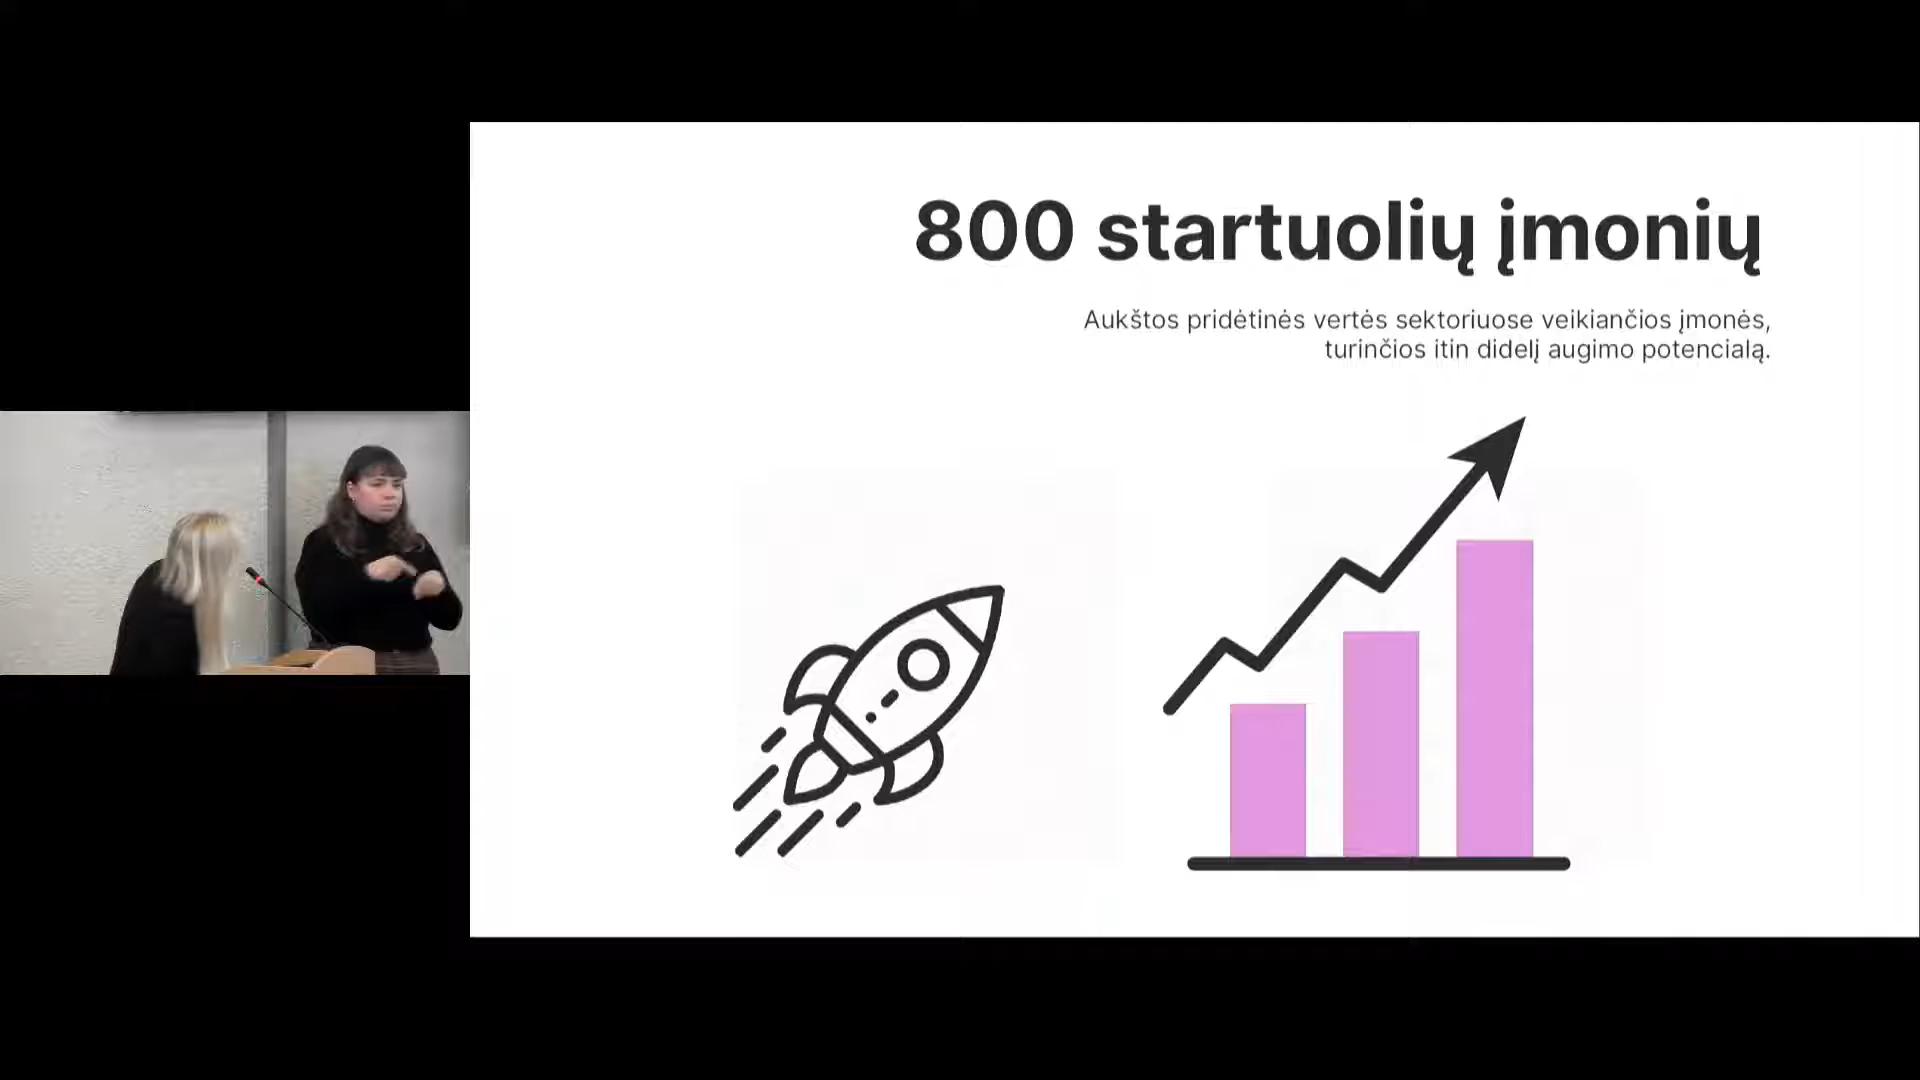 800 startuolių įmonių
Aukštos pridėtinės vertės sektoriuose veikiančios įmonės,
turinčios itin didelį augimo potencialą.